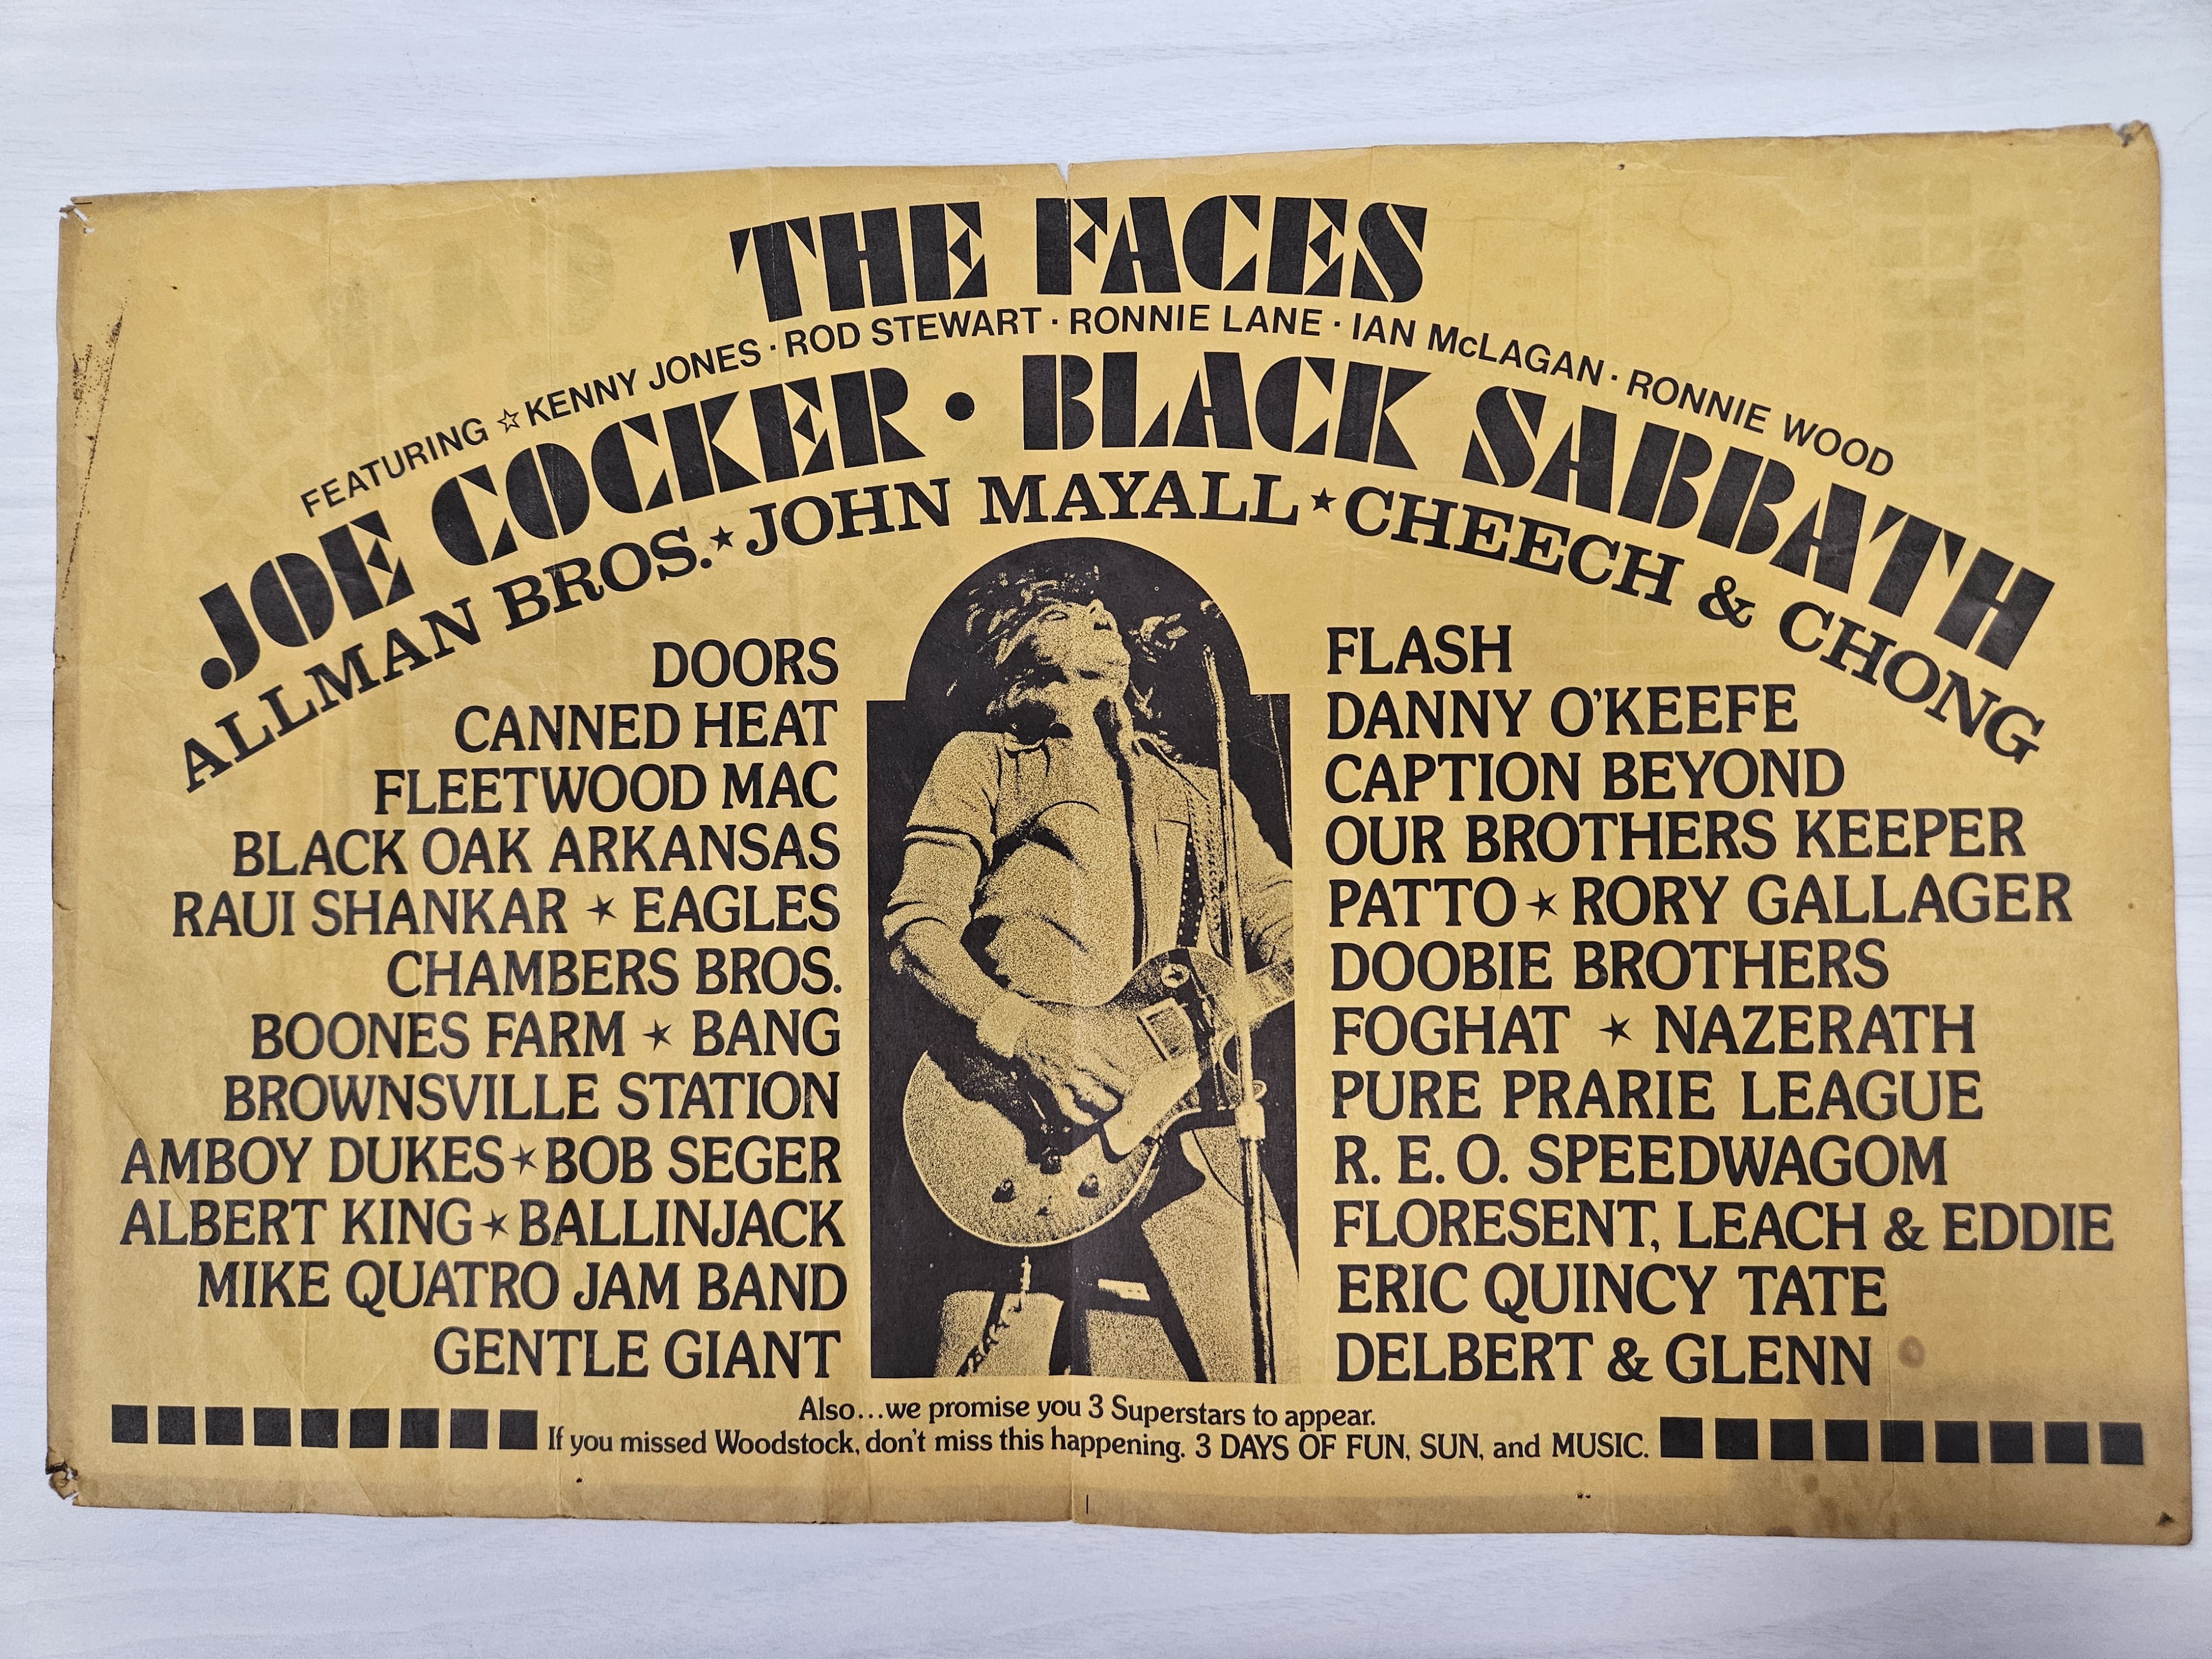 THE FACES
FEATURING ☆ KENNY JONES · ROD STEWART · RONNIE LANE · IAN McLAGAN · RONNIE WOOD
JOE COCKER • BLACK SABBATH
ALLMAN BROS. ★ JOHN MAYALL ★ CHEECH & CHONG
DOORS
CANNED HEAT
FLEETWOOD MAC
BLACK OAK ARKANSAS
RAUI SHANKAR ★ EAGLES
CHAMBERS BROS.
BOONES FARM ★ BANG
BROWNSVILLE STATION
AMBOY DUKES ★ BOB SEGER
ALBERT KING ★ BALLINJACK
MIKE QUATRO JAM BAND
GENTLE GIANT
FLASH
DANNY O'KEEFE
CAPTION BEYOND
OUR BROTHERS KEEPER
PATTO ★ RORY GALLAGER
DOOBIE BROTHERS
FOGHAT ★ NAZERATH
PURE PRARIE LEAGUE
R. E. O. SPEEDWAGOM
FLORESENT, LEACH & EDDIE
ERIC QUINCY TATE
DELBERT & GLENN
Also...we promise you 3 Superstars to appear.
If you missed Woodstock, don't miss this happening. 3 DAYS OF FUN, SUN, and MUSIC.